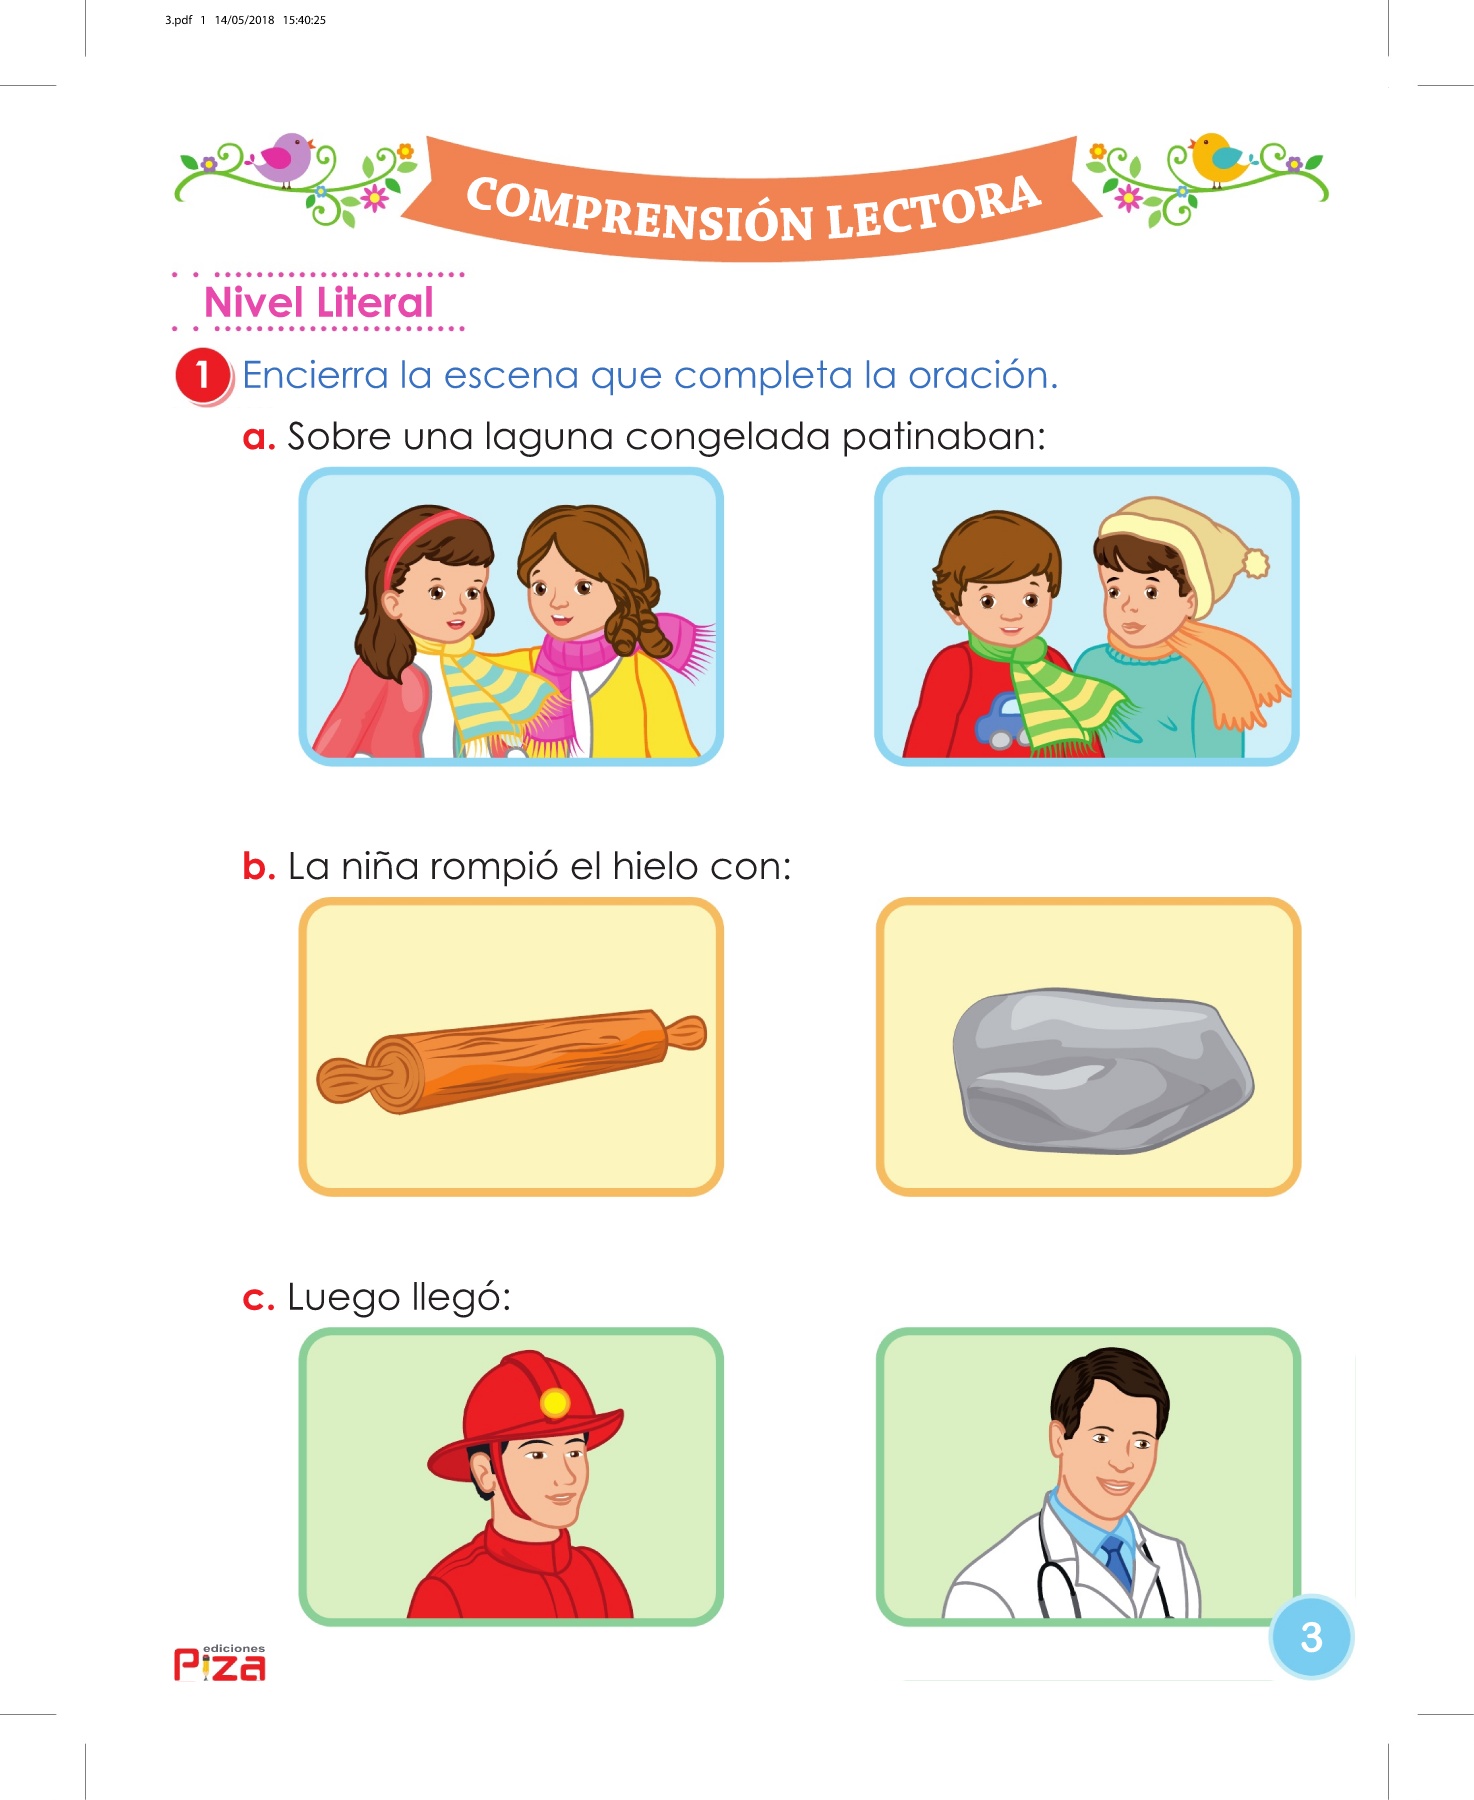 3.pdf 1 14/05/2018 15:40:25
COMPRENSIÓN LECTORA
Nivel Literal
1 Encierra la escena que completa la oración.
a. Sobre una laguna congelada patinaban:
b. La niña rompió el hielo con:
c. Luego llegó:
ediciones
Piza
3